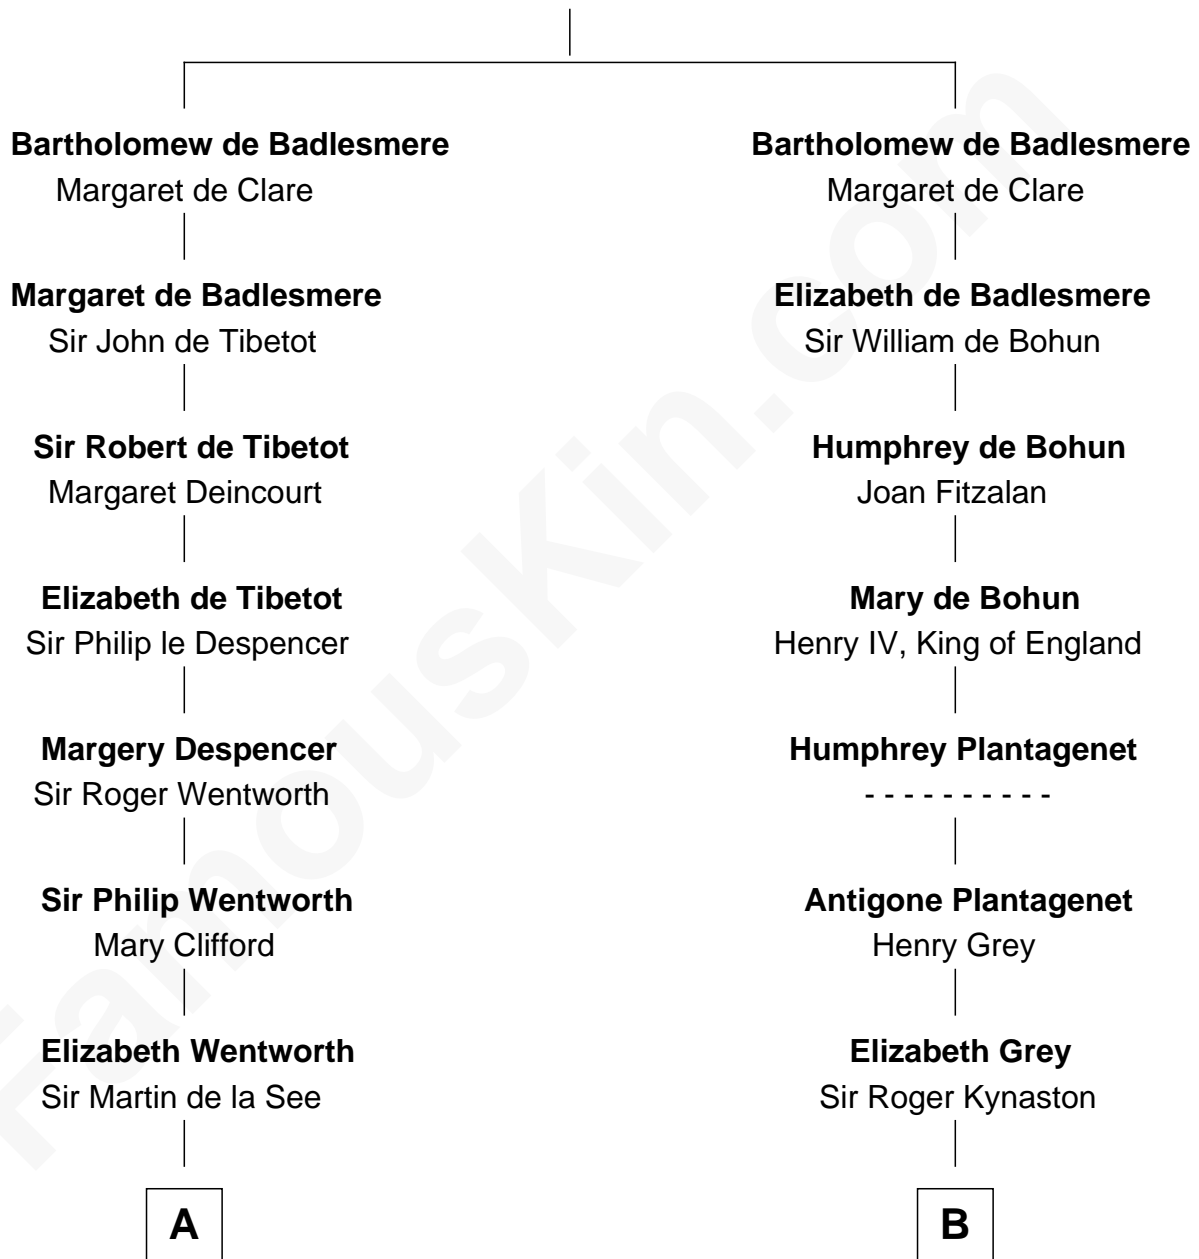 Bartholomew de Badlesmere
Margaret de Clare
Margaret de Badlesmere
Sir John de Tibetot
Sir Robert de Tibetot
Margaret Deincourt
Elizabeth de Tibetot
Sir Philip le Despencer
Margery Despencer
Sir Roger Wentworth
Sir Philip Wentworth
Mary Clifford
Elizabeth Wentworth
Sir Martin de la See
A
Bartholomew de Badlesmere
Margaret de Clare
Elizabeth de Badlesmere
Sir William de Bohun
Humphrey de Bohun
Joan Fitzalan
Mary de Bohun
Henry IV, King of England
Humphrey Plantagenet
- - - - - - - - - -
Antigone Plantagenet
Henry Grey
Elizabeth Grey
Sir Roger Kynaston
B
FamousKin.com